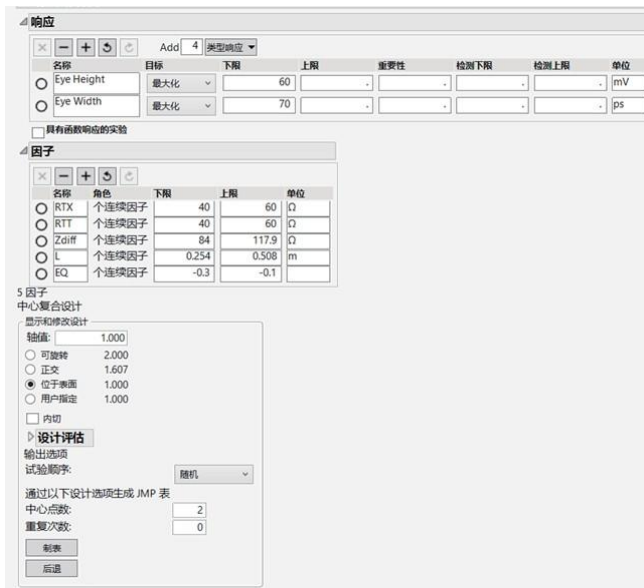 响应
Add 4 类型响应
名称 目标 下限 上限 重要性 检测下限 检测上限 单位
Eye Height 最大化 60 . . . . mV
Eye Width 最大化 70 . . . . ps
具有函数响应的实验
因子
名称 角色 下限 上限 单位
RTX 个连续因子 40 60 Ω
RTT 个连续因子 40 60 Ω
Zdiff 个连续因子 84 117.9 Ω
L 个连续因子 0.254 0.508 m
EQ 个连续因子 -0.3 -0.1
5 因子
中心复合设计
显示和修改设计
轴值: 1.000
可旋转 2.000
正交 1.607
位于表面 1.000
用户指定 1.000
内切
设计评估
输出选项
试验顺序: 随机
通过以下设计选项生成 JMP 表
中心点数: 2
重复次数: 0
制表
后退